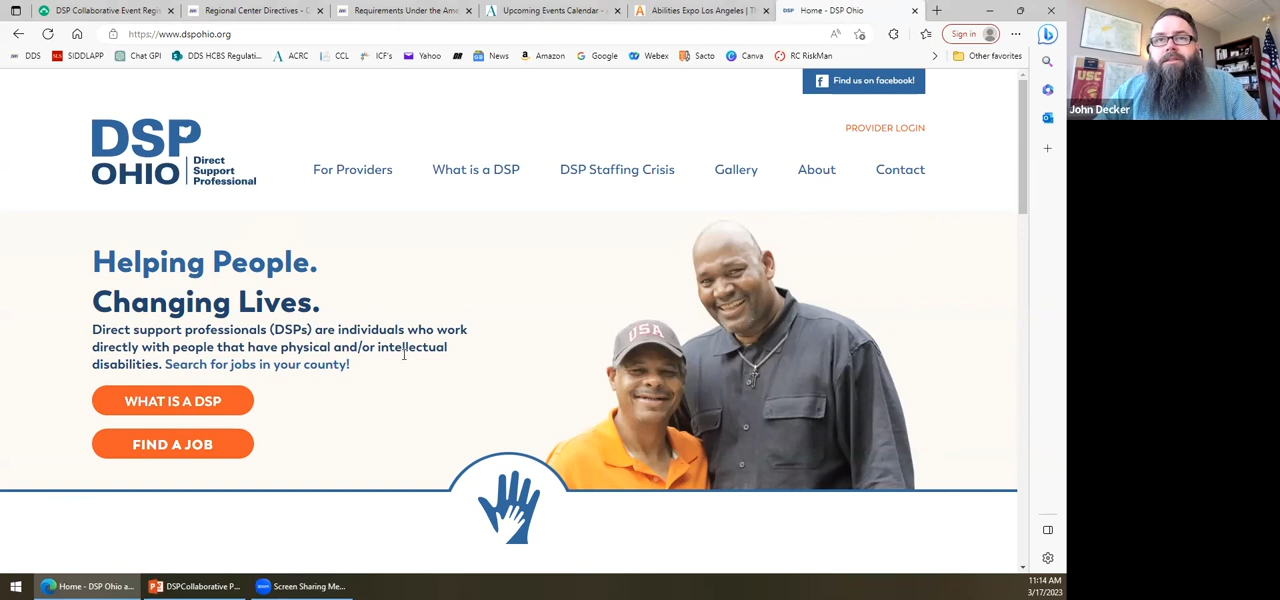 DSP Collaborative Event Regi
Regional Center Directives - C
Requirements Under the Ame
Upcoming Events Calendar - A
Abilities Expo Los Angeles | Th
DSP
Home - DSP Ohio
https://www.dspohio.org
Sign in
DDS
SLS
SIDDLAPP
Chat GPI
DDS HCBS Regulati...
ACRC
CCL
ICF's
Yahoo
News
Amazon
Google
Webex
Sacto
Canva
RC RiskMan
Other favorites
Find us on facebook!
PROVIDER LOGIN
DSP
OHIO
Direct
Support
Professional
For Providers
What is a DSP
DSP Staffing Crisis
Gallery
About
Contact
Helping People.
Changing Lives.
Direct support professionals (DSPs) are individuals who work
directly with people that have physical and/or intellectual
disabilities. Search for jobs in your county!
WHAT IS A DSP
FIND A JOB
USA
USC
John Decker
Home - DSP Ohio a...
DSPCollaborative P...
Screen Sharing Me...
11:14 AM
3/17/2023